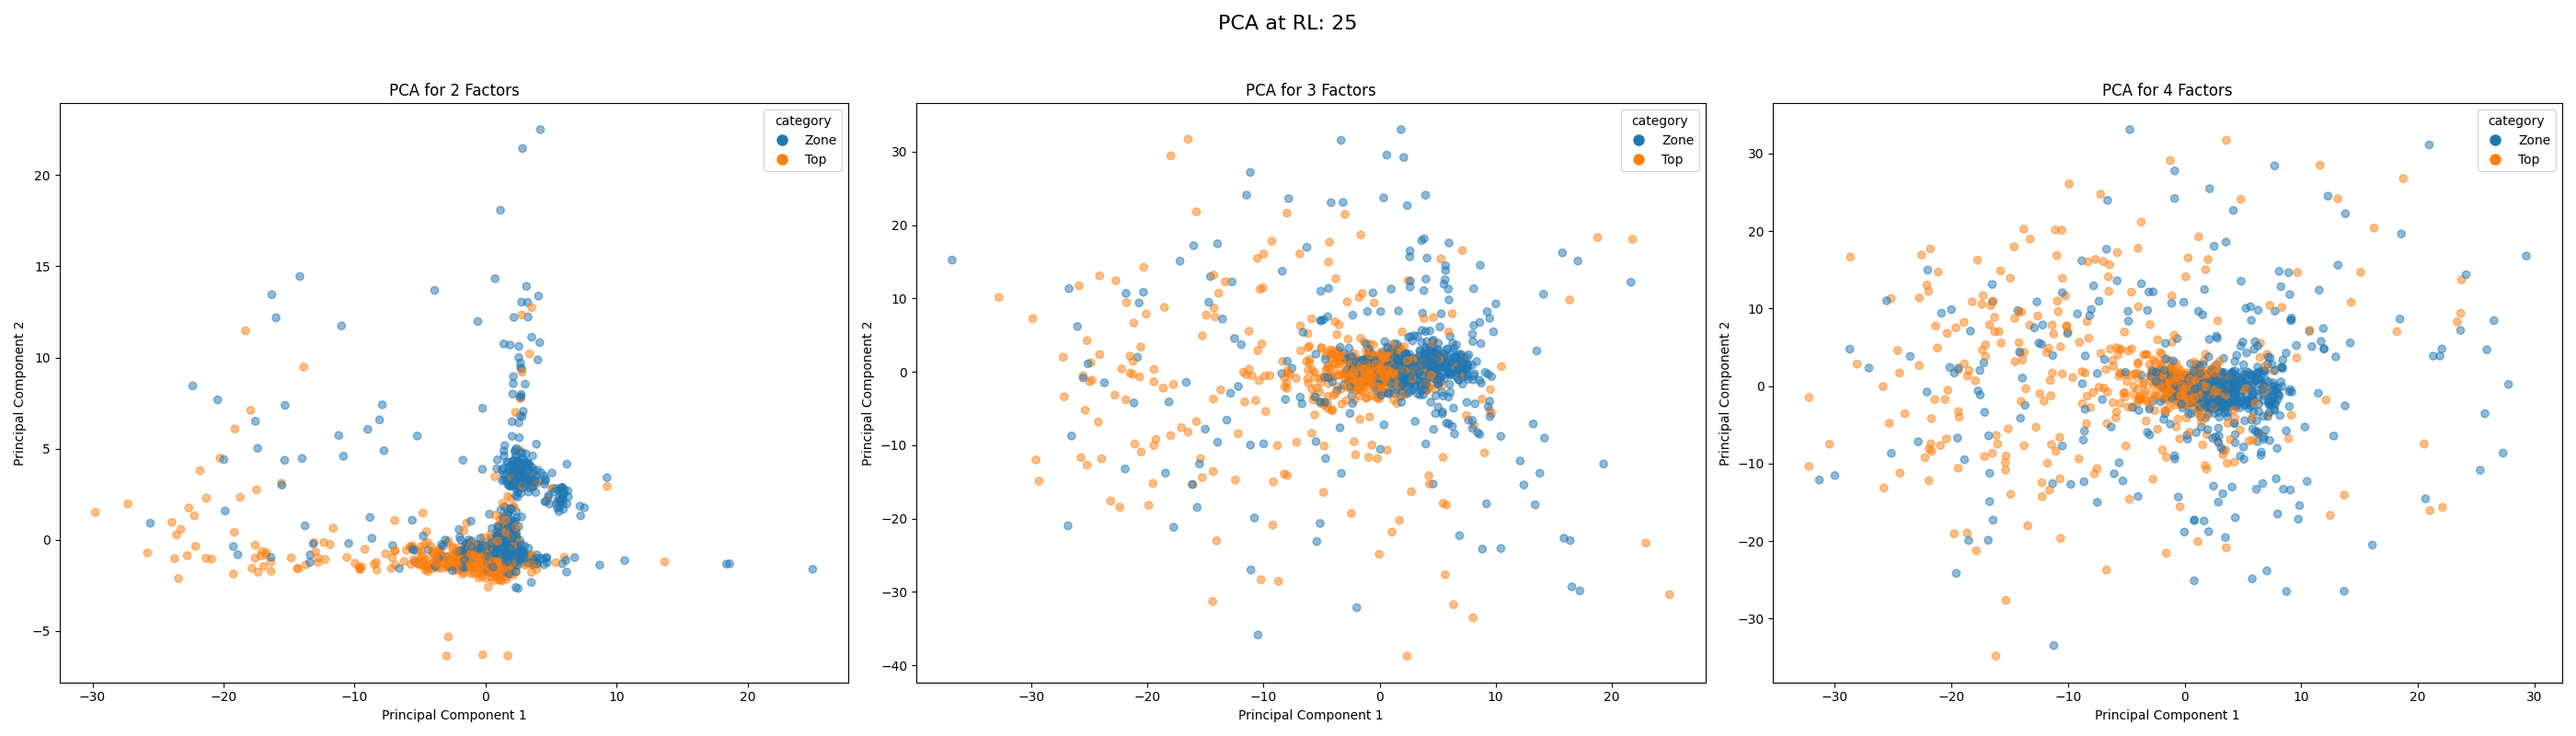 PCA at RL: 25
PCA for 2 Factors
category
Zone
Top
20
15
10
5
0
−5
Principal Component 2
−30
−20
−10
0
10
20
Principal Component 1
PCA for 3 Factors
category
Zone
Top
30
20
10
0
−10
−20
−30
−40
Principal Component 2
−30
−20
−10
0
10
20
Principal Component 1
PCA for 4 Factors
category
Zone
Top
30
20
10
0
−10
−20
−30
Principal Component 2
−30
−20
−10
0
10
20
30
Principal Component 1